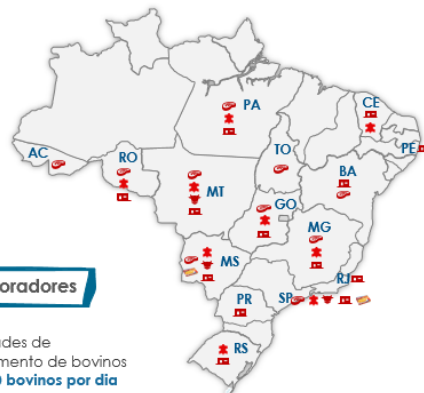 PA
CE
AC
RO
TO
PE
BA
MT
GO
MG
MS
RJ
PR
SP
RS
oradores
ades de
mento de bovinos
0 bovinos por dia